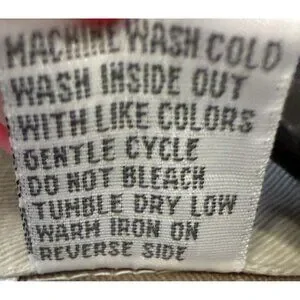 MACHINE WASH COLD
WASH INSIDE OUT
WITH LIKE COLORS
GENTLE CYCLE
DO NOT BLEACH
TUMBLE DRY LOW
WARM IRON ON
REVERSE SIDE